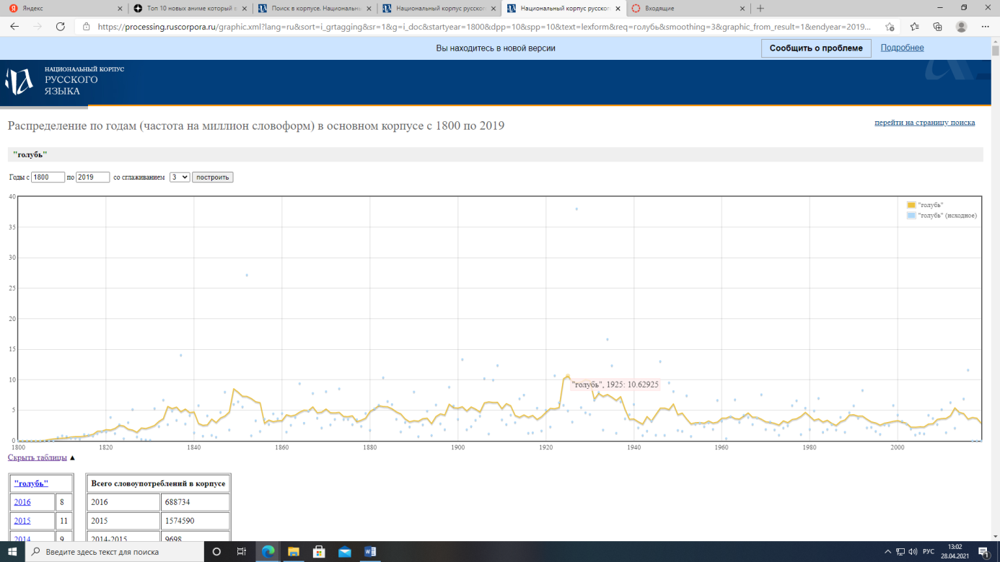 Яндекс
Топ 10 новых аниме который в
Поиск в корпусе. Национальны
Национальный корпус русског
Национальный корпус русског
Входящие
https://processing.ruscorpora.ru/graphic.xml?lang=ru&sort=i_grtagging&sr=1&g=i_doc&startyear=1800&dpp=10&spp=10&text=lexform&req=голубь&smoothing=3&graphic_from_result=1&endyear=2019...
Вы находитесь в новой версии
Сообщить о проблеме
Подробнее
НАЦИОНАЛЬНЫЙ КОРПУС
РУССКОГО
ЯЗЫКА
Распределение по годам (частота на миллион словоформ) в основном корпусе с 1800 по 2019
перейти на страницу поиска
"голубь"
Годы с 1800 по 2019 со сглаживанием 3 построить
40
"голубь"
"голубь" (исходное)
35
30
25
20
15
10
"голубь", 1925: 10.62925
5
0
1800 1820 1840 1860 1880 1900 1920 1940 1960 1980 2000
Скрыть таблицы ▲
"голубь" Всего словоупотреблений в корпусе
2016 8 2016 688734
2015 11 2015 1574590
2014 9 2014-2015 9698
Введите здесь текст для поиска
РУС
13:02
28.04.2021
1